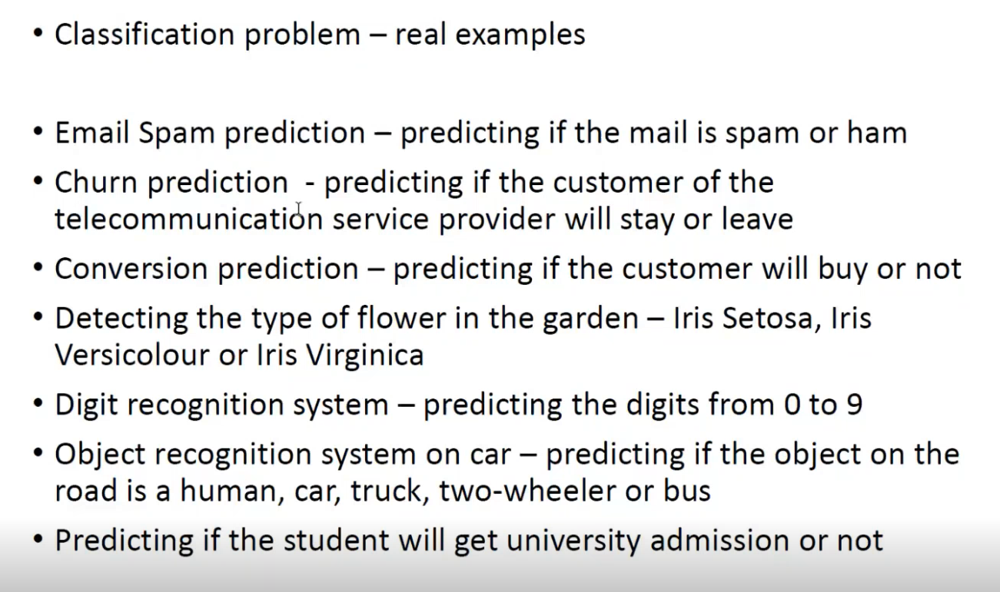 • Classification problem – real examples
• Email Spam prediction – predicting if the mail is spam or ham
• Churn prediction  - predicting if the customer of the
telecommunication service provider will stay or leave
• Conversion prediction – predicting if the customer will buy or not
• Detecting the type of flower in the garden – Iris Setosa, Iris
Versicolour or Iris Virginica
• Digit recognition system – predicting the digits from 0 to 9
• Object recognition system on car – predicting if the object on the
road is a human, car, truck, two-wheeler or bus
• Predicting if the student will get university admission or not